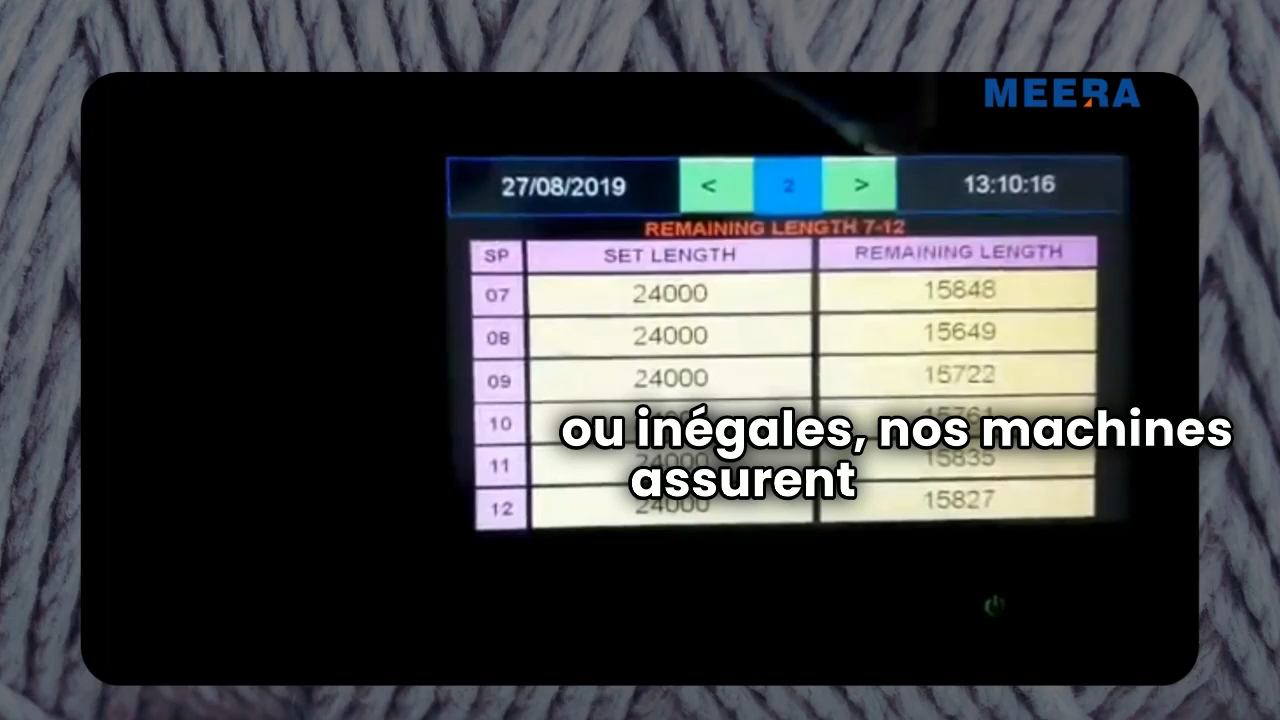 MEERA
27/08/2019 < 2 > 13:10:16
REMAINING LENGTH 7-12
SP SET LENGTH REMAINING LENGTH
07 24000 15848
08 24000 15649
09 24000 15722
10 15761
ou inégales, nos machines
11 24000 15835
assurent
12 24000 15827